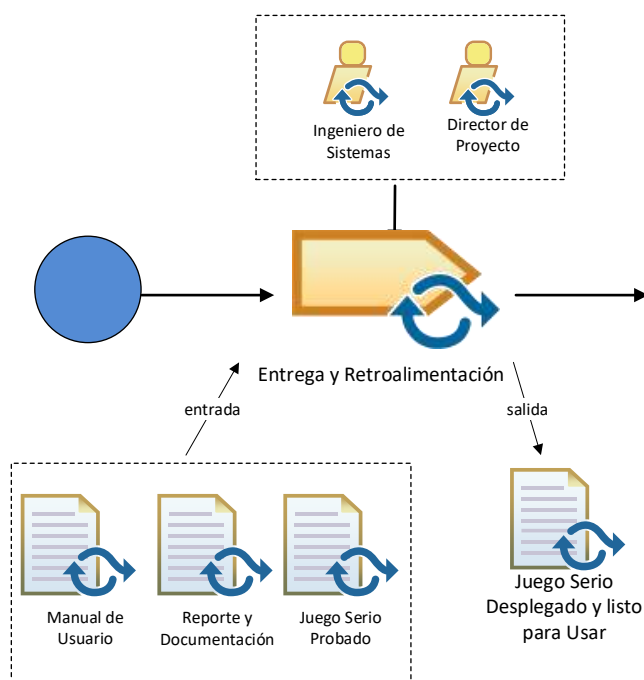 Ingeniero de
Sistemas
Director de
Proyecto
Entrega y Retroalimentación
entrada
salida
Manual de
Usuario
Reporte y
Documentación
Juego Serio
Probado
Juego Serio
Desplegado y listo
para Usar